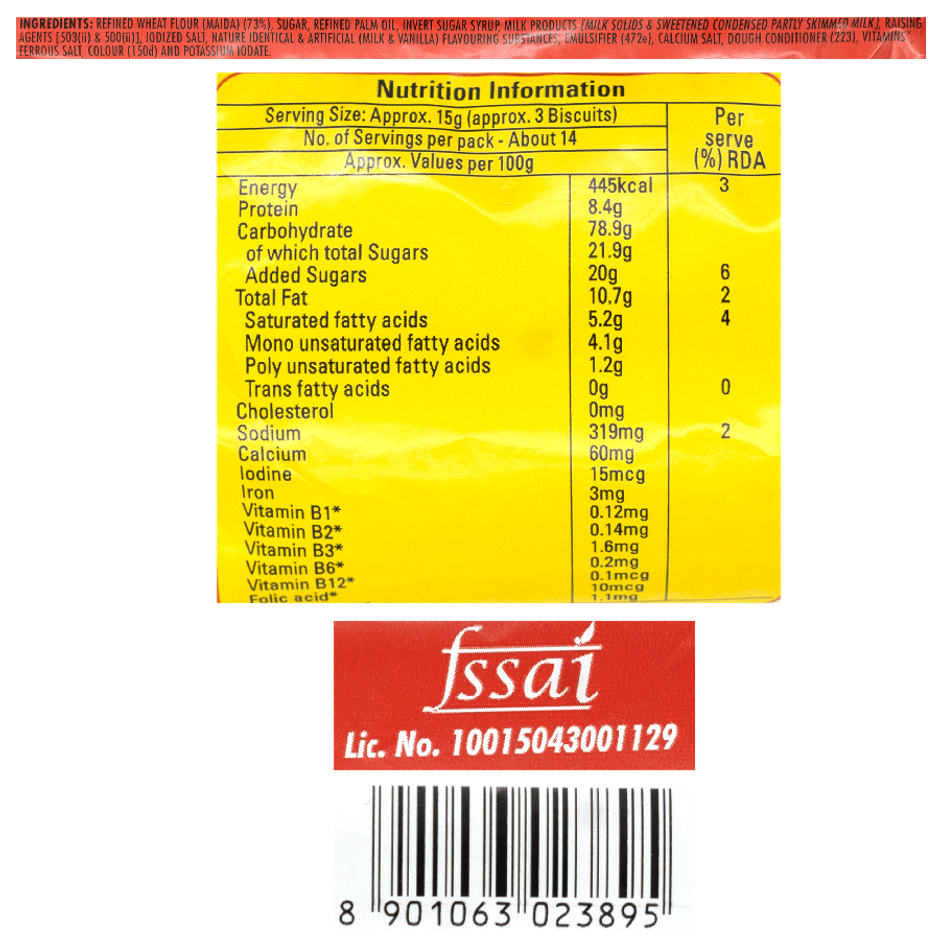 INGREDIENTS: REFINED WHEAT FLOUR (MAIDA) (73%), SUGAR, REFINED PALM OIL, INVERT SUGAR SYRUP, MILK PRODUCTS [MILK SOLIDS & SWEETENED CONDENSED PARTLY SKIMMED MILK], RAISING
AGENTS [503(ii) & 500(ii)], IODIZED SALT, NATURE IDENTICAL & ARTIFICIAL (MILK & VANILLA) FLAVOURING SUBSTANCES, EMULSIFIER (472e), CALCIUM SALT, DOUGH CONDITIONER (223), VITAMINS*,
FERROUS SALT, COLOUR (150d) AND POTASSIUM IODATE.
Nutrition Information
Serving Size: Approx. 15g (approx. 3 Biscuits)
No. of Servings per pack - About 14
Approx. Values per 100g
Per
serve
(%) RDA
Energy 445kcal 3
Protein 8.4g
Carbohydrate 78.9g
of which total Sugars 21.9g
Added Sugars 20g 6
Total Fat 10.7g 2
Saturated fatty acids 5.2g 4
Mono unsaturated fatty acids 4.1g
Poly unsaturated fatty acids 1.2g
Trans fatty acids 0g 0
Cholesterol 0mg
Sodium 319mg 2
Calcium 60mg
Iodine 15mcg
Iron 3mg
Vitamin B1* 0.12mg
Vitamin B2* 0.14mg
Vitamin B3* 1.6mg
Vitamin B6* 0.2mg
Vitamin B12* 0.1mcg
Folic acid* 10mcg
1.1mg
fssai
Lic. No. 10015043001129
8 901063 023895